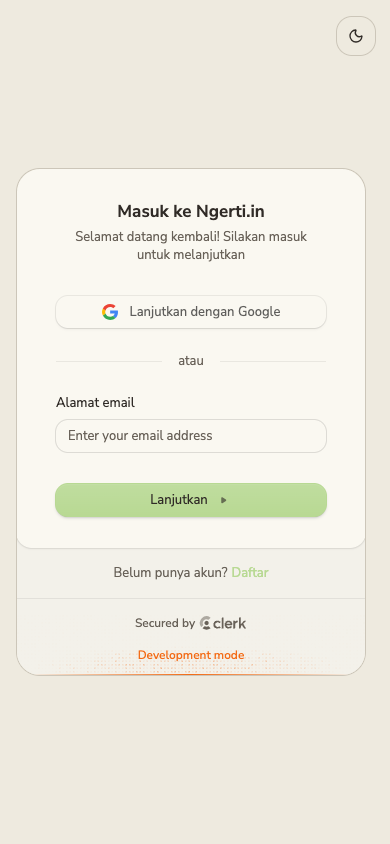 Masuk ke Ngerti.in
Selamat datang kembali! Silakan masuk
untuk melanjutkan
Lanjutkan dengan Google
atau
Alamat email
Enter your email address
Lanjutkan
Belum punya akun? Daftar
Secured by clerk
Development mode